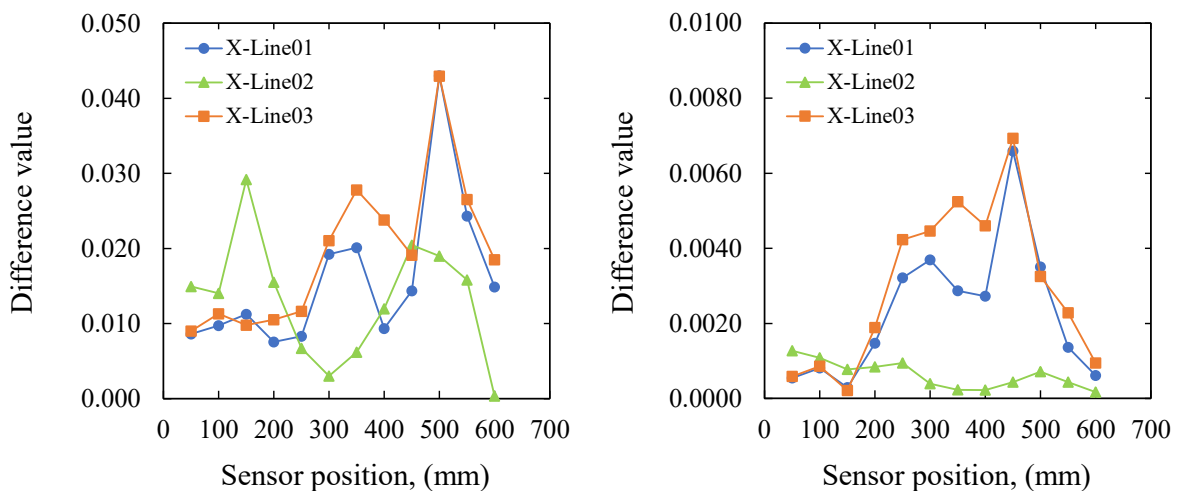 0.050
0.040
0.030
0.020
0.010
0.000
Difference value
X-Line01
X-Line02
X-Line03
0 100 200 300 400 500 600 700
Sensor position, (mm)
0.0100
0.0080
0.0060
0.0040
0.0020
0.0000
Difference value
X-Line01
X-Line02
X-Line03
0 100 200 300 400 500 600 700
Sensor position, (mm)